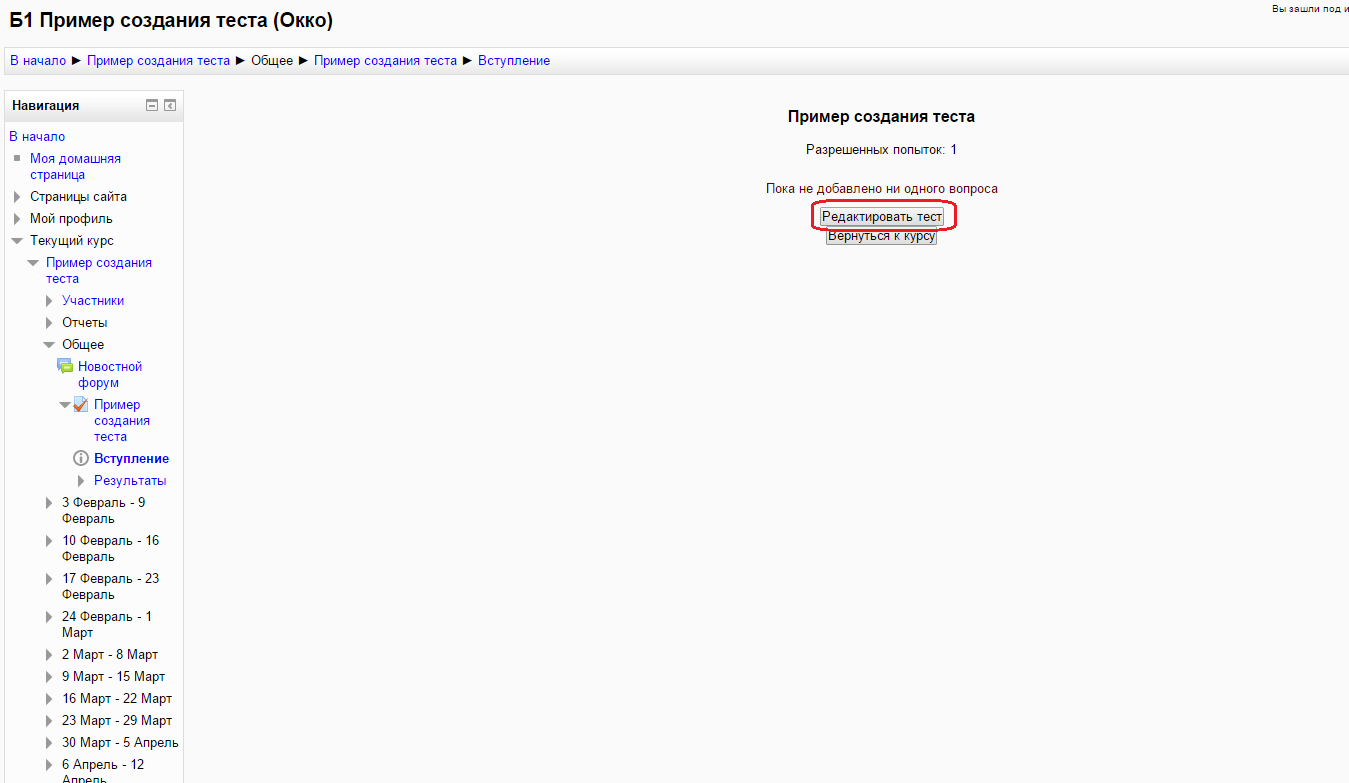 Б1 Пример создания теста (Окко)
Вы зашли под и
В начало ► Пример создания теста ► Общее ► Пример создания теста ► Вступление
Навигация
В начало
Моя домашняя
страница
Страницы сайта
Мой профиль
Текущий курс
Пример создания
теста
Участники
Отчеты
Общее
Новостной
форум
Пример
создания
теста
Вступление
Результаты
3 Февраль - 9
Февраль
10 Февраль - 16
Февраль
17 Февраль - 23
Февраль
24 Февраль - 1
Март
2 Март - 8 Март
9 Март - 15 Март
16 Март - 22 Март
23 Март - 29 Март
30 Март - 5 Апрель
6 Апрель - 12
Апрель
Пример создания теста
Разрешенных попыток: 1
Пока не добавлено ни одного вопроса
Редактировать тест
Вернуться к курсу